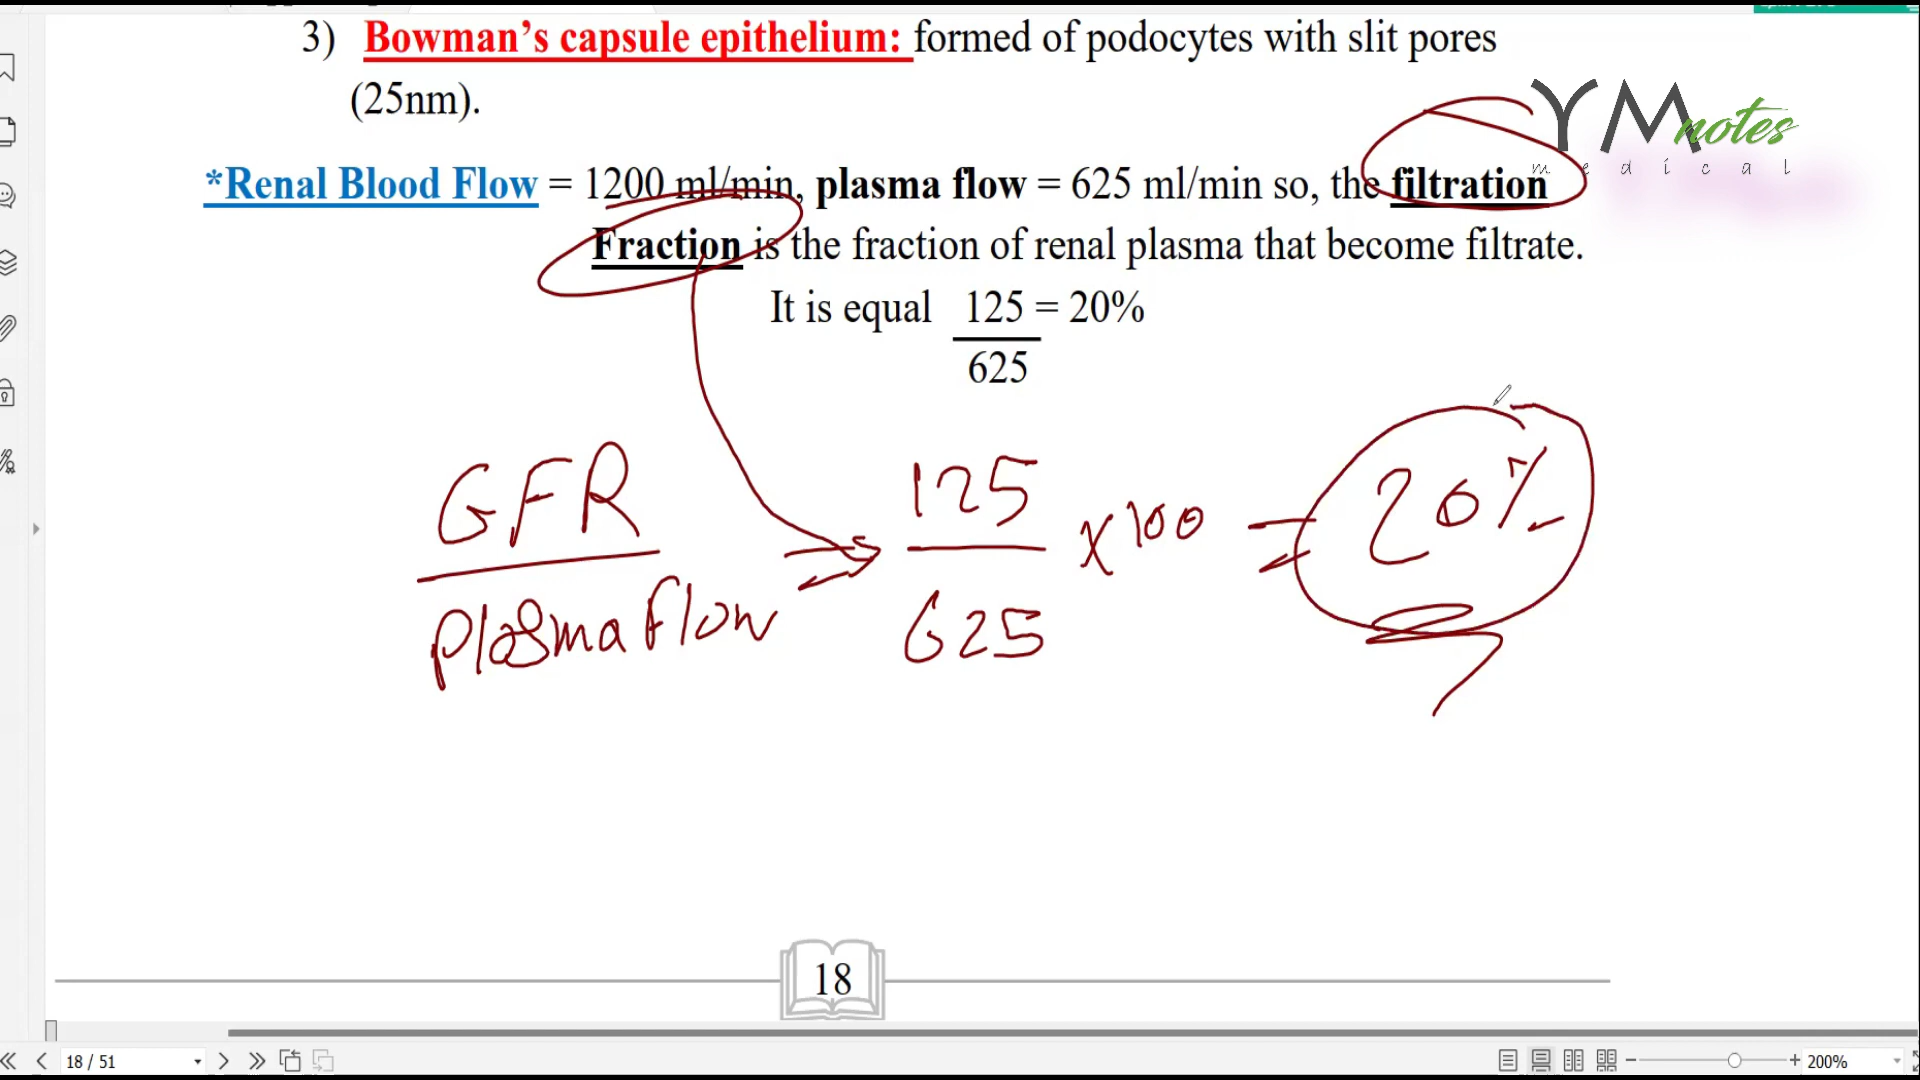 3) Bowman’s capsule epithelium: formed of podocytes with slit pores
(25nm).
YM notes
medical
*Renal Blood Flow = 1200 ml/min, plasma flow = 625 ml/min so, the filtration
Fraction is the fraction of renal plasma that become filtrate.
It is equal 125 = 20%
625
GFR
plasma flow
125
625
x100
=
20%
18
18 / 51
200%